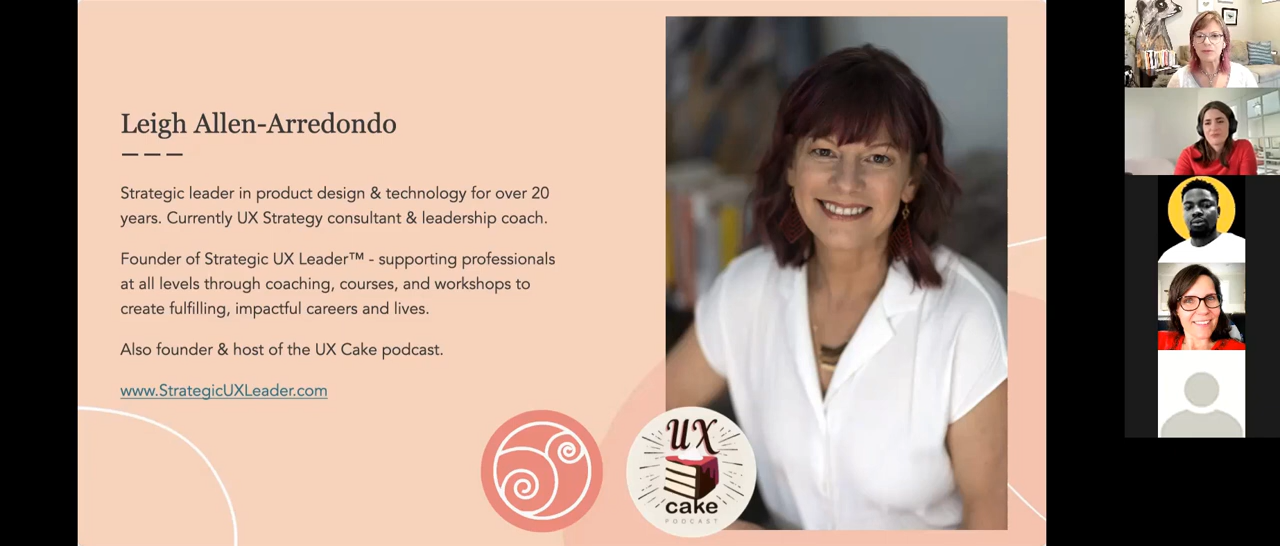 Leigh Allen-Arredondo
Strategic leader in product design & technology for over 20
years. Currently UX Strategy consultant & leadership coach.
Founder of Strategic UX Leader™ - supporting professionals
at all levels through coaching, courses, and workshops to
create fulfilling, impactful careers and lives.
Also founder & host of the UX Cake podcast.
www.StrategicUXLeader.com
UX
cake
PODCAST